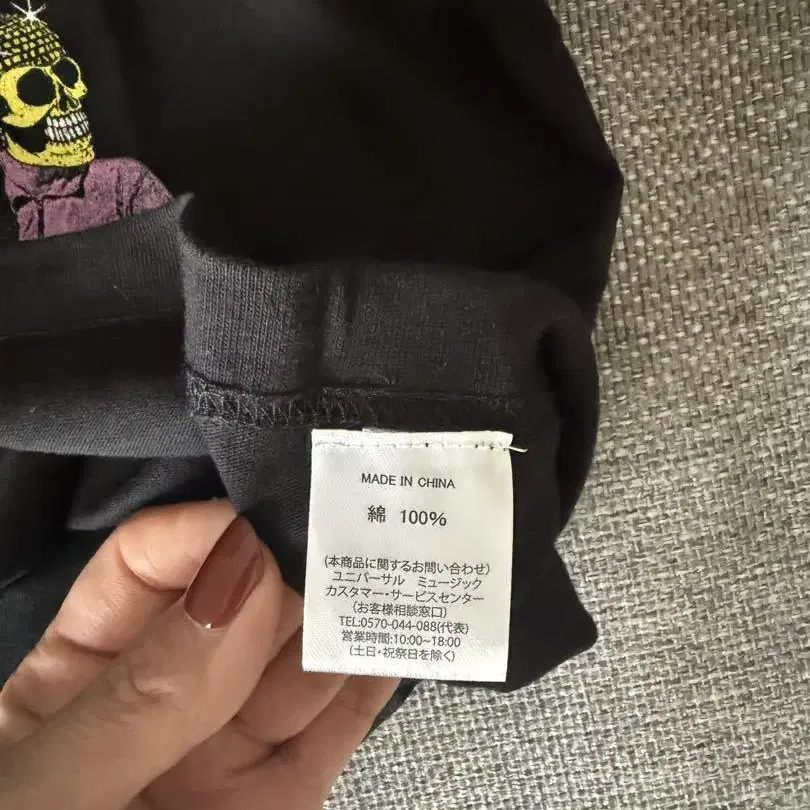 MADE IN CHINA
綿 100%
(本商品に関するお問い合わせ)
ユニバーサル ミュージック
カスタマー・サービスセンター
(お客様相談窓口)
TEL:0570-044-088(代表)
営業時間:10:00~18:00
(土日・祝祭日を除く)